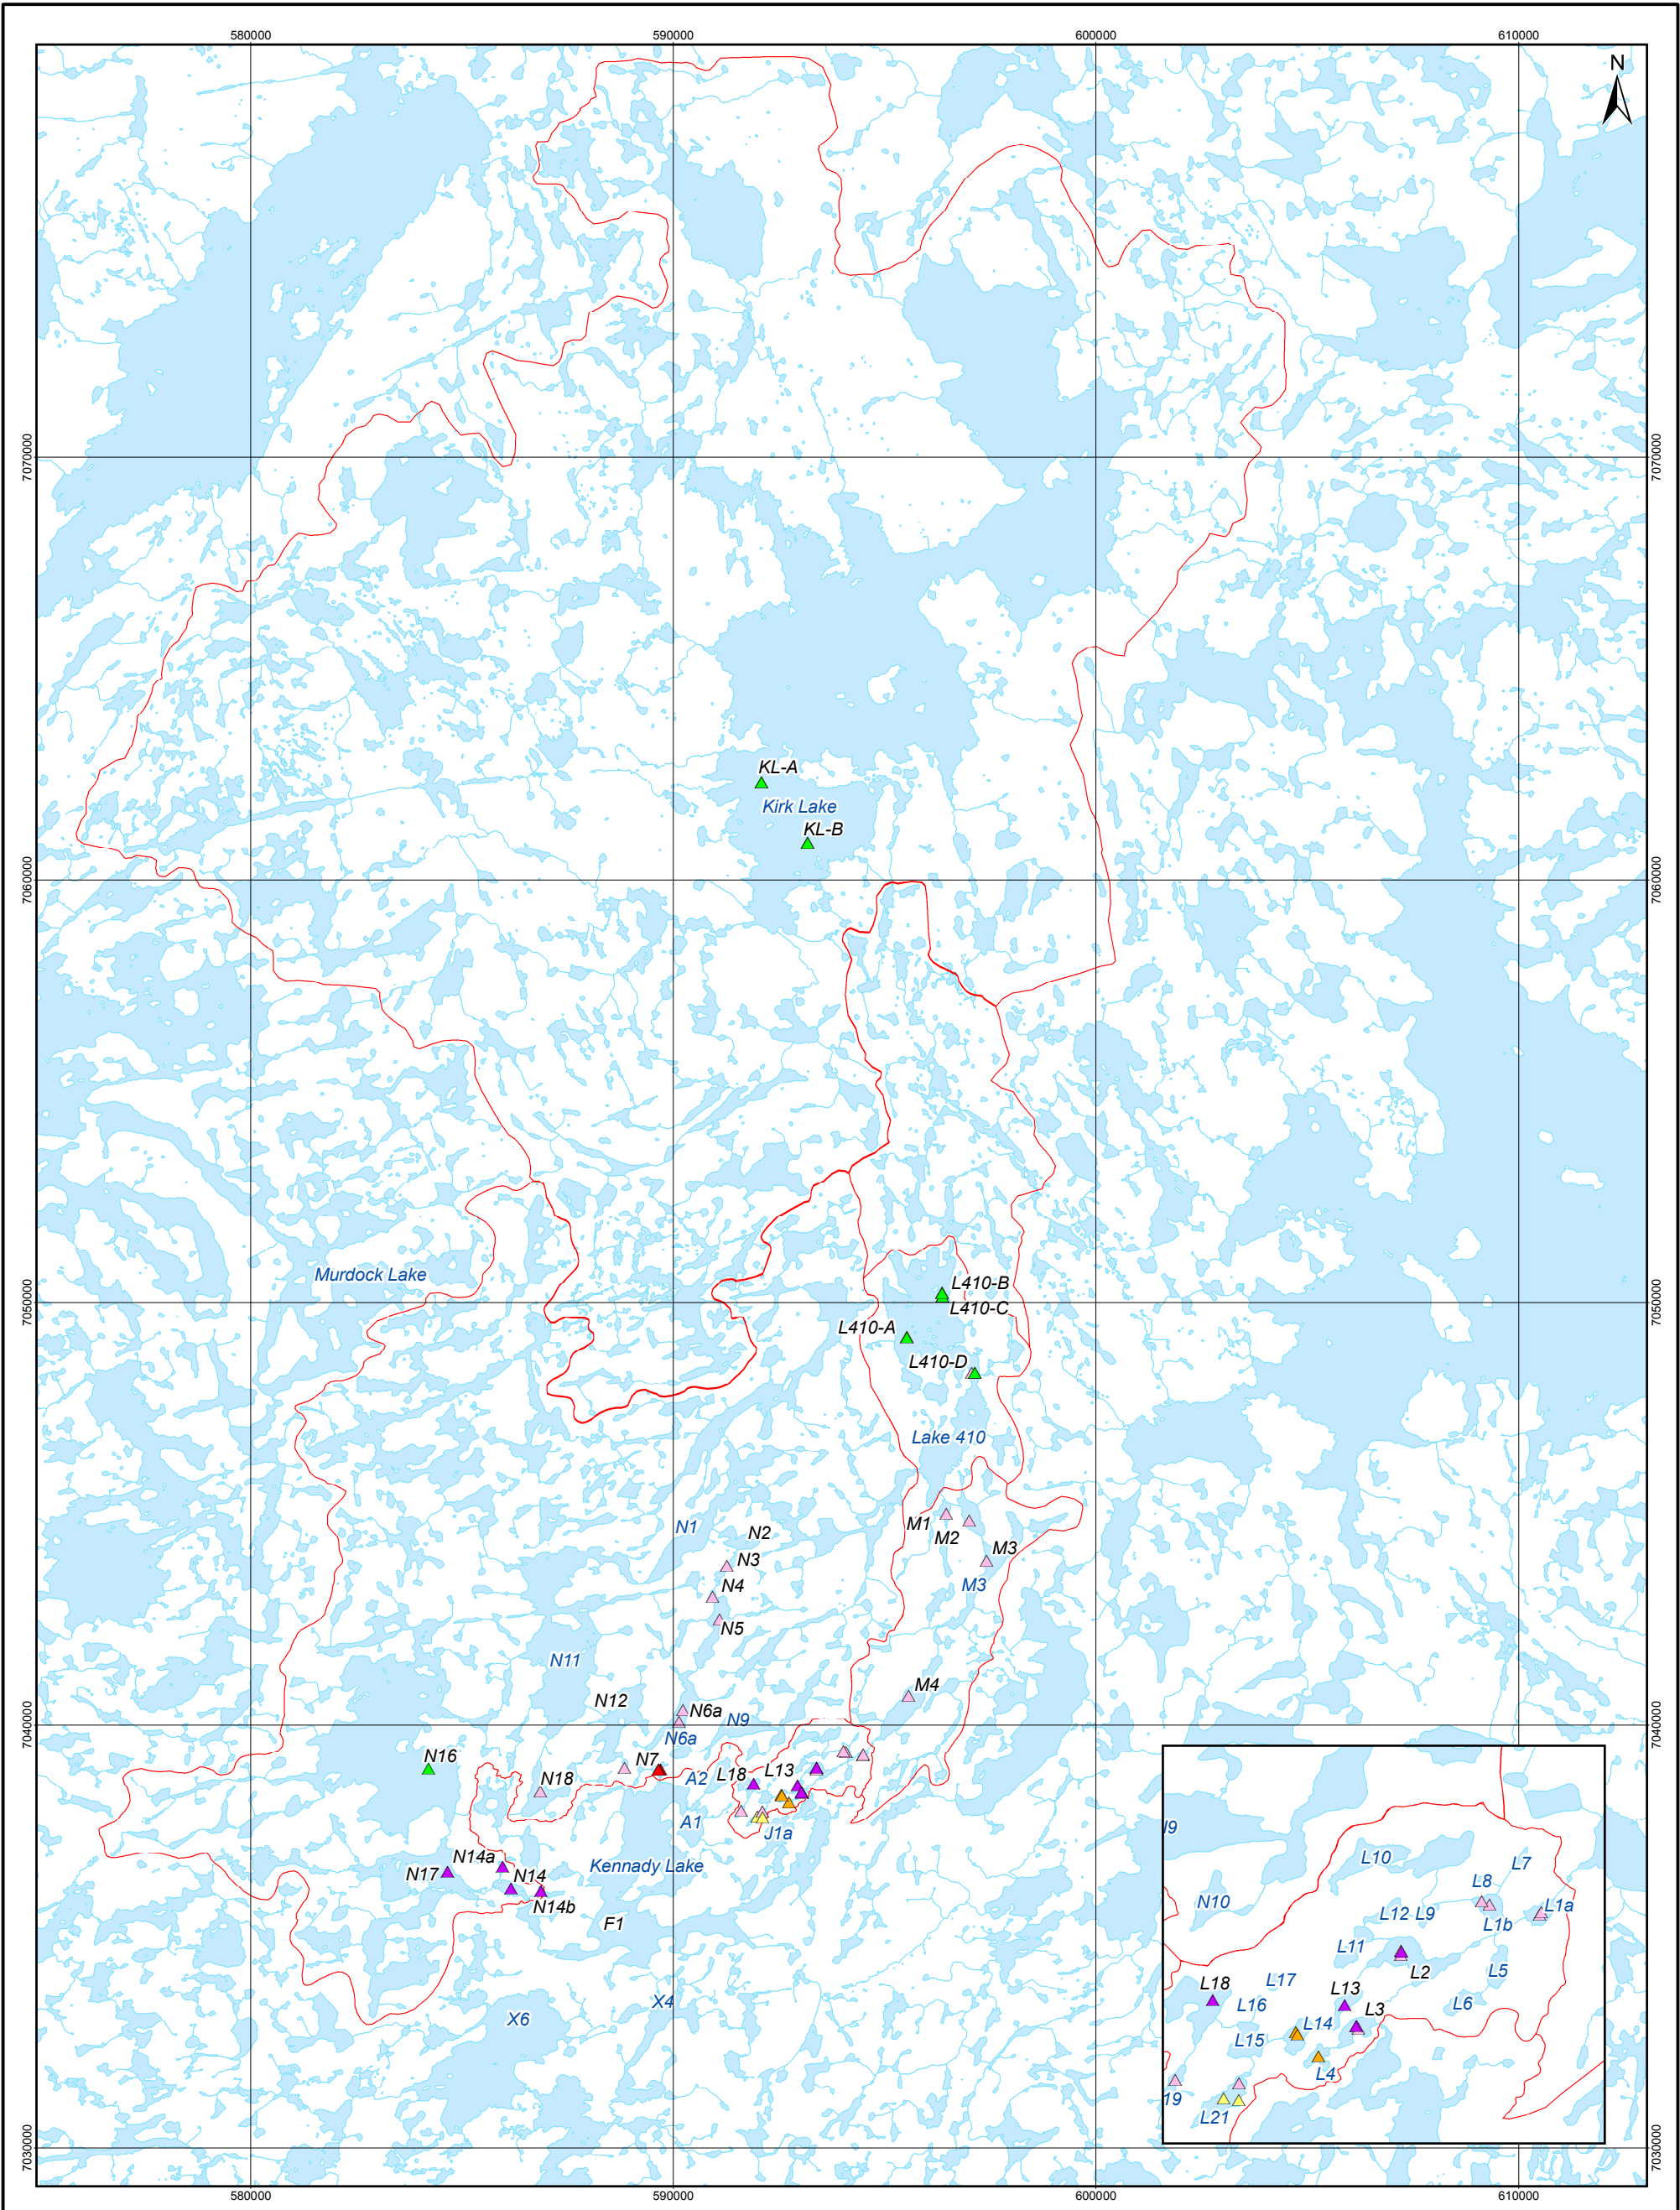 580000 590000 600000 610000
N
7070000 7070000
KL-A
Kirk Lake
KL-B
7060000 7060000
Murdock Lake
L410-B
7050000 7050000
L410-C
L410-A
L410-D
Lake 410
N1
N2
M1
M2
M3
N3
N4
M3
N5
N11
M4
N12
N6a
N9
7040000 7040000
N6a
N16
N7
L18
L13
A2
N18
A1
J1a
N14a
N17
N14
Kennady Lake
N14b
F1
X4
X6
7030000 7030000
580000 590000 600000 610000
L10
L7
L8
N10
L1a
L12
L9
L1b
L11
L2
L5
L17
L18
L13
L16
L6
L3
L14
L15
L4
L21